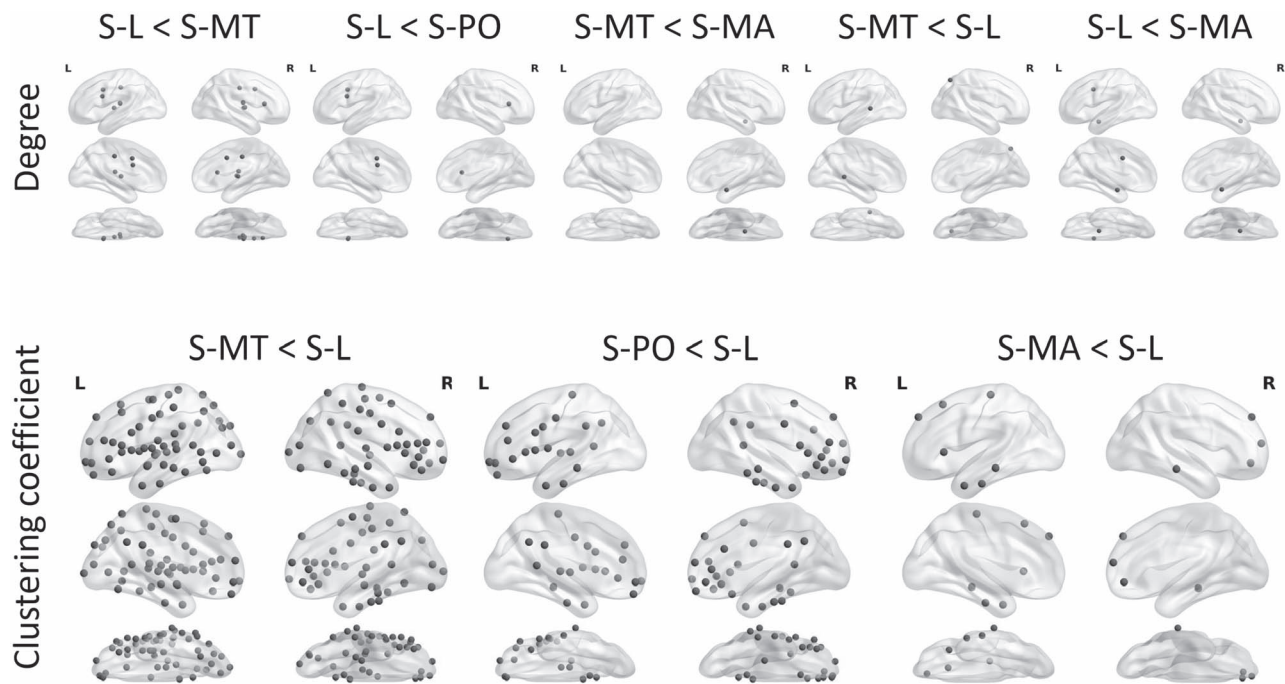 S-L < S-MT
S-L < S-PO
S-MT < S-MA
S-MT < S-L
S-L < S-MA
Degree
L
R
L
R
L
R
L
R
L
R
S-MT < S-L
S-PO < S-L
S-MA < S-L
Clustering coefficient
L
R
L
R
L
R